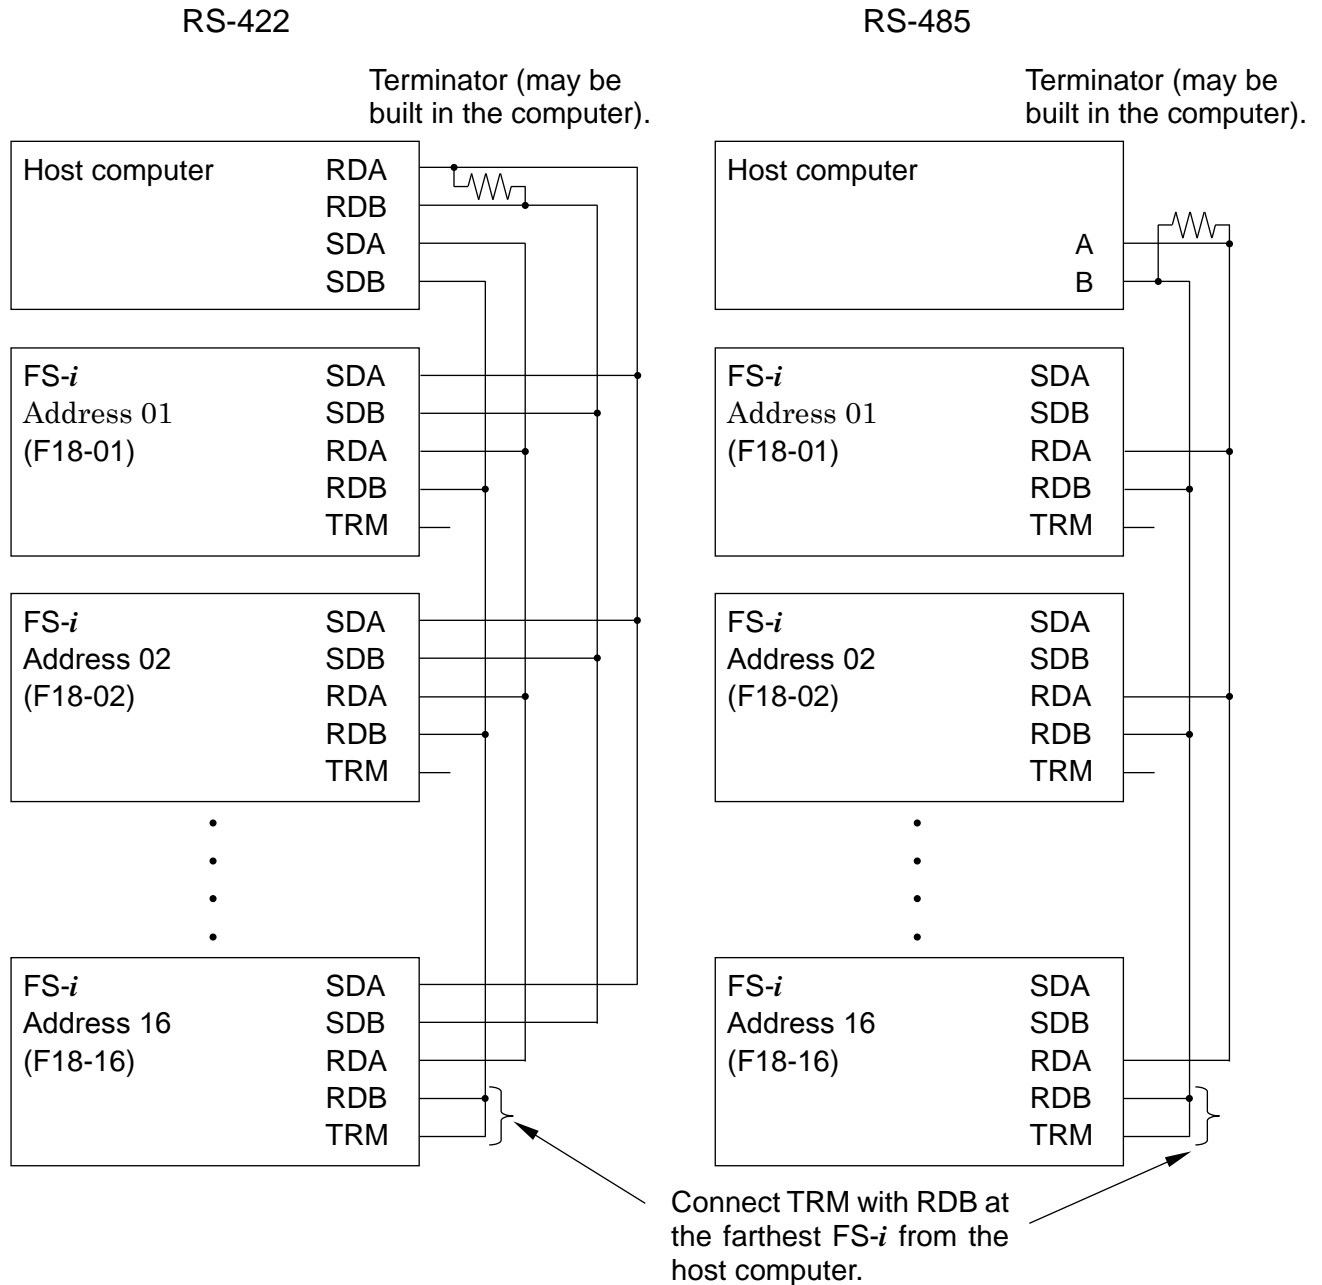 RS-422
Terminator (may be
built in the computer).
Host computer
RDA
RDB
SDA
SDB
FS-i
Address 01
(F18-01)
SDA
SDB
RDA
RDB
TRM
FS-i
Address 02
(F18-02)
SDA
SDB
RDA
RDB
TRM
FS-i
Address 16
(F18-16)
SDA
SDB
RDA
RDB
TRM
RS-485
Terminator (may be
built in the computer).
Host computer
A
B
FS-i
Address 01
(F18-01)
SDA
SDB
RDA
RDB
TRM
FS-i
Address 02
(F18-02)
SDA
SDB
RDA
RDB
TRM
FS-i
Address 16
(F18-16)
SDA
SDB
RDA
RDB
TRM
Connect TRM with RDB at
the farthest FS-i from the
host computer.